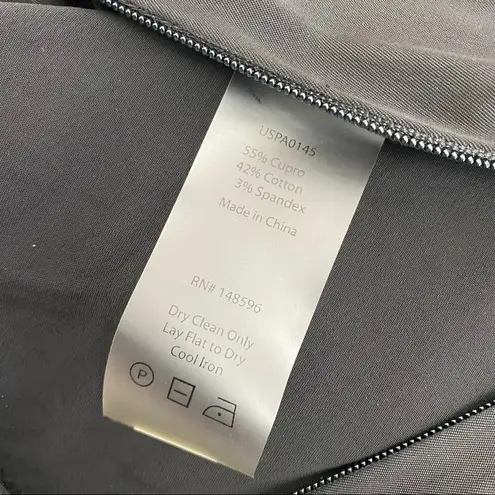 USPA0145
55% Cupro
42% Cotton
3% Spandex
Made in China
RN# 148596
Dry Clean Only
Lay Flat to Dry
Cool Iron
P